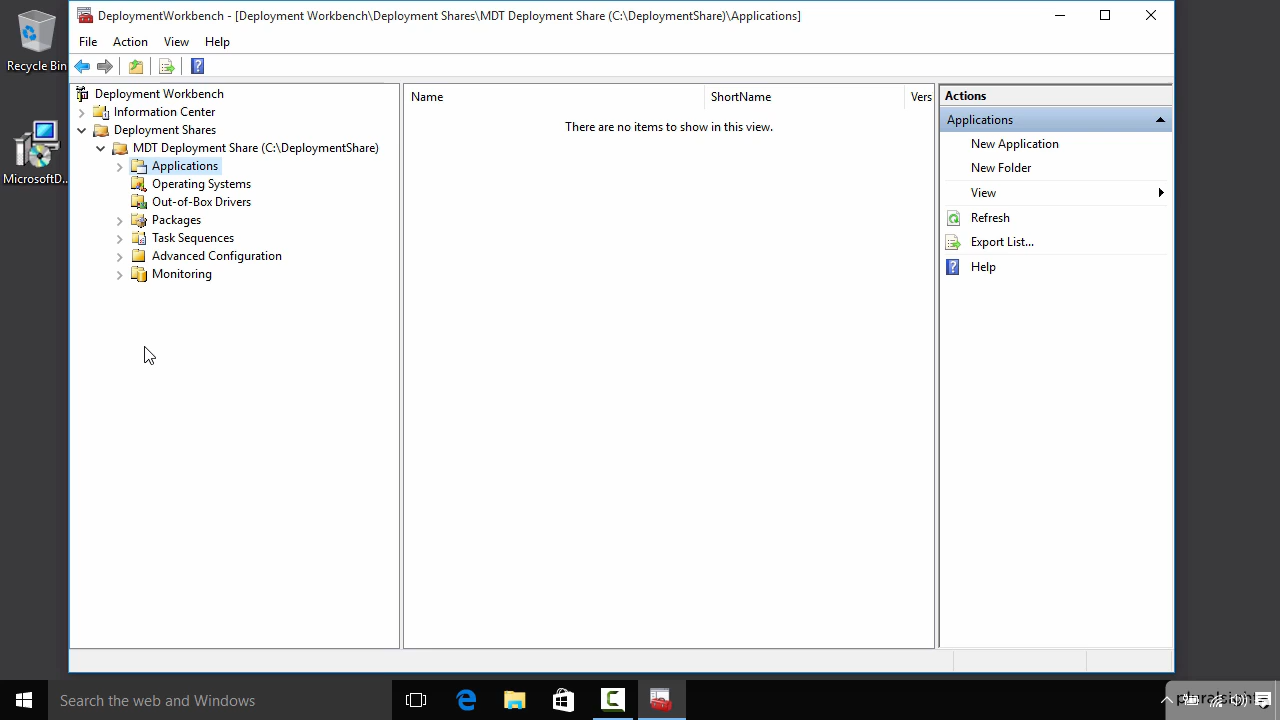 Recycle Bin
MicrosoftD...
DeploymentWorkbench - [Deployment Workbench\Deployment Shares\MDT Deployment Share (C:\DeploymentShare)\Applications]
File Action View Help
Deployment Workbench
Information Center
Deployment Shares
MDT Deployment Share (C:\DeploymentShare)
Applications
Operating Systems
Out-of-Box Drivers
Packages
Task Sequences
Advanced Configuration
Monitoring
Name ShortName Vers
There are no items to show in this view.
Actions
Applications
New Application
New Folder
View
Refresh
Export List...
Help
Search the web and Windows
pluralsight